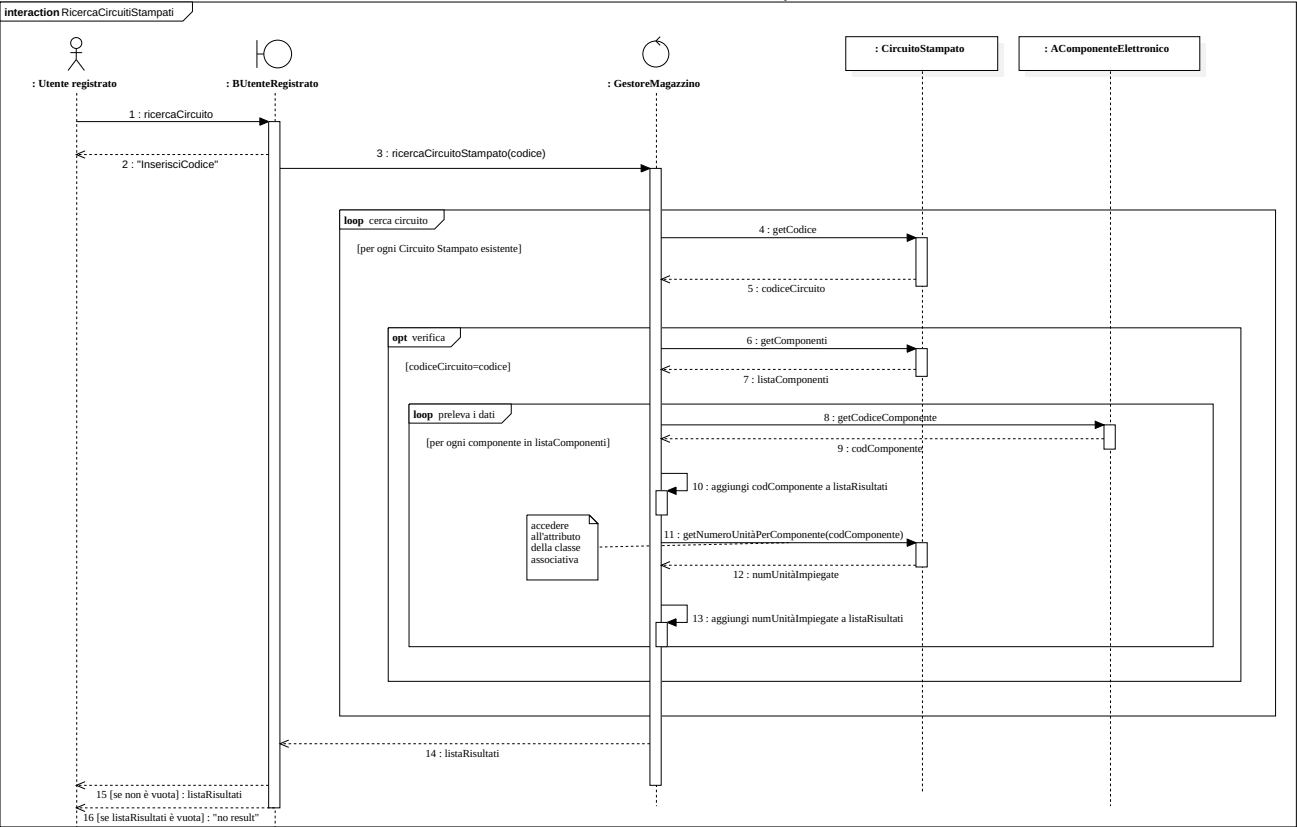 interaction RicercaCircuitiStampati
: Utente registrato
: BUtenteRegistrato
: GestoreMagazzino
: CircuitoStampato
: AComponenteElettronico
1 : ricercaCircuito
2 : "InserisciCodice"
3 : ricercaCircuitoStampato(codice)
loop cerca circuito
[per ogni Circuito Stampato esistente]
4 : getCodice
5 : codiceCircuito
opt verifica
[codiceCircuito=codice]
6 : getComponenti
7 : listaComponenti
loop preleva i dati
[per ogni componente in listaComponenti]
8 : getCodiceComponente
9 : codComponente
10 : aggiungi codComponente a listaRisultati
accedere
all'attributo
della classe
associativa
11 : getNumeroUnitàPerComponente(codComponente)
12 : numUnitàImpiegate
13 : aggiungi numUnitàImpiegate a listaRisultati
14 : listaRisultati
15 [se non è vuota] : listaRisultati
16 [se listaRisultati è vuota] : "no result"